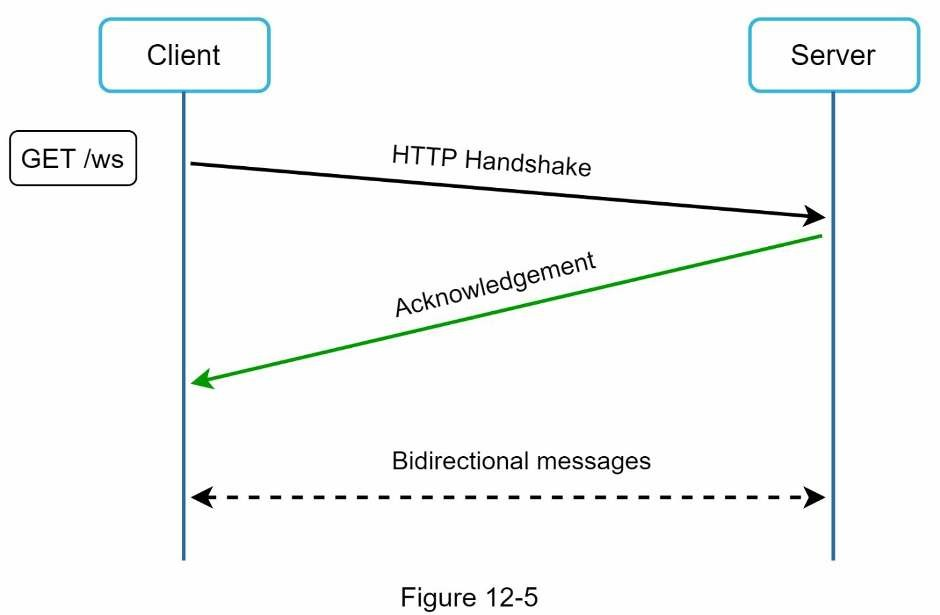 Client
Server
GET /ws
HTTP Handshake
Acknowledgement
Bidirectional messages
Figure 12-5